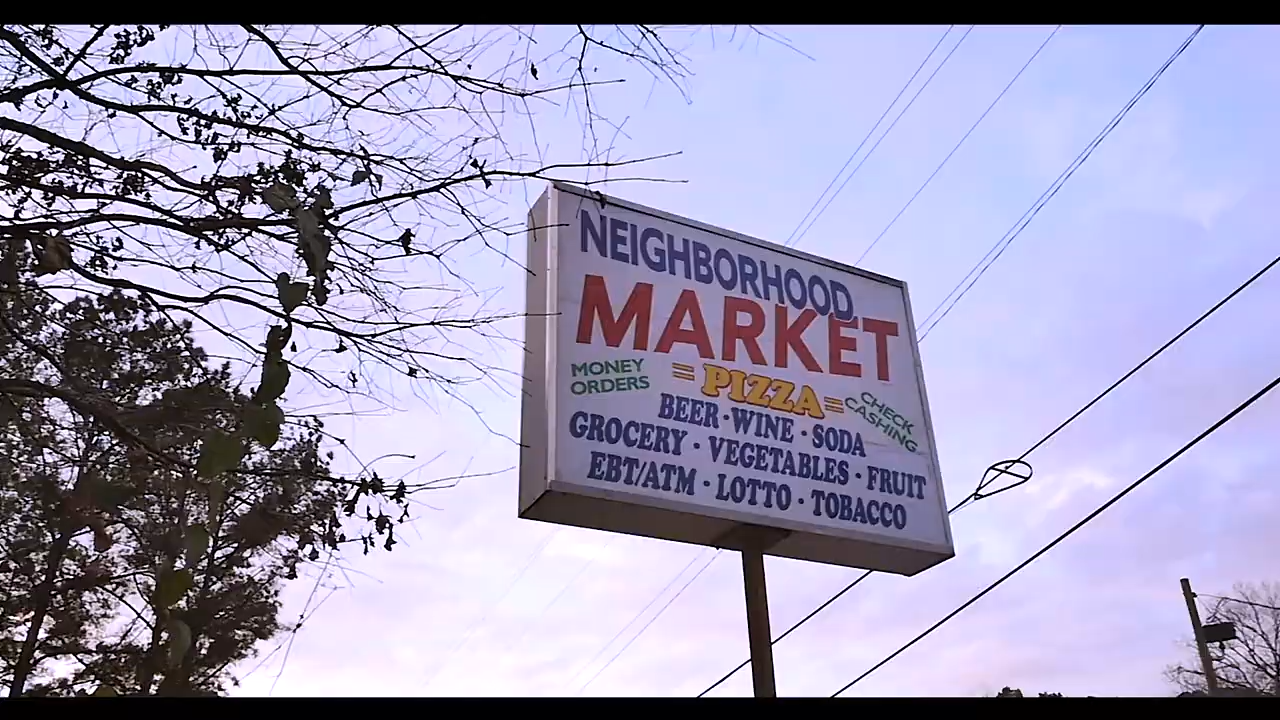 NEIGHBORHOOD
MARKET
MONEY
ORDERS
PIZZA
CHECK
CASHING
BEER · WINE · SODA
GROCERY · VEGETABLES · FRUIT
EBT/ATM · LOTTO · TOBACCO